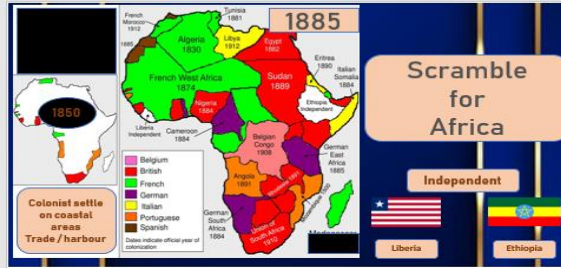 1885
French
Morocco
1912
Tunisia
1881
1885
Algeria
1830
Libya
1912
Egypt
1882
Eritrea
1890
Italian
Somaliland
1884
French West Africa
1874
Sudan
1889
Nigeria
1884
Ethiopia
Independent
Liberia
Independent
Cameroon
1884
Belgian
Congo
1908
German
East
Africa
1885
Angola
1891
German
South
Africa
1884
Union of
South Africa
1910
Belgium
British
French
German
Italian
Portuguese
Spanish
Dates indicate official year of
colonization
1850
Colonist settle
on coastal
areas
Trade / harbour
Scramble
for
Africa
Independent
Liberia
Ethiopia